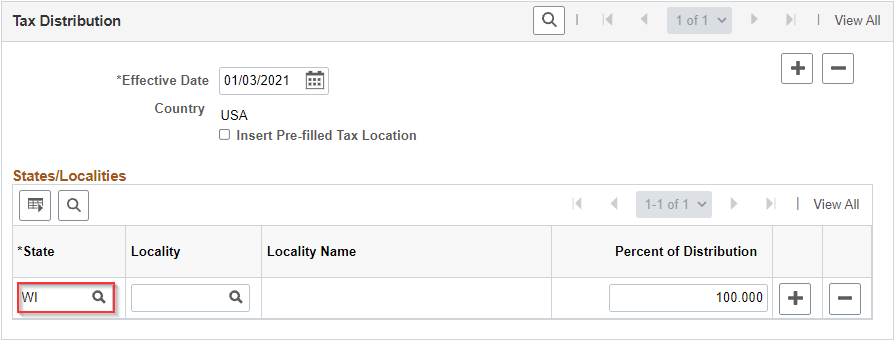 Tax Distribution
1 of 1
View All
*Effective Date 01/03/2021
Country USA
Insert Pre-filled Tax Location
States/Localities
1-1 of 1
View All
*State Locality Locality Name Percent of Distribution
WI 100.000